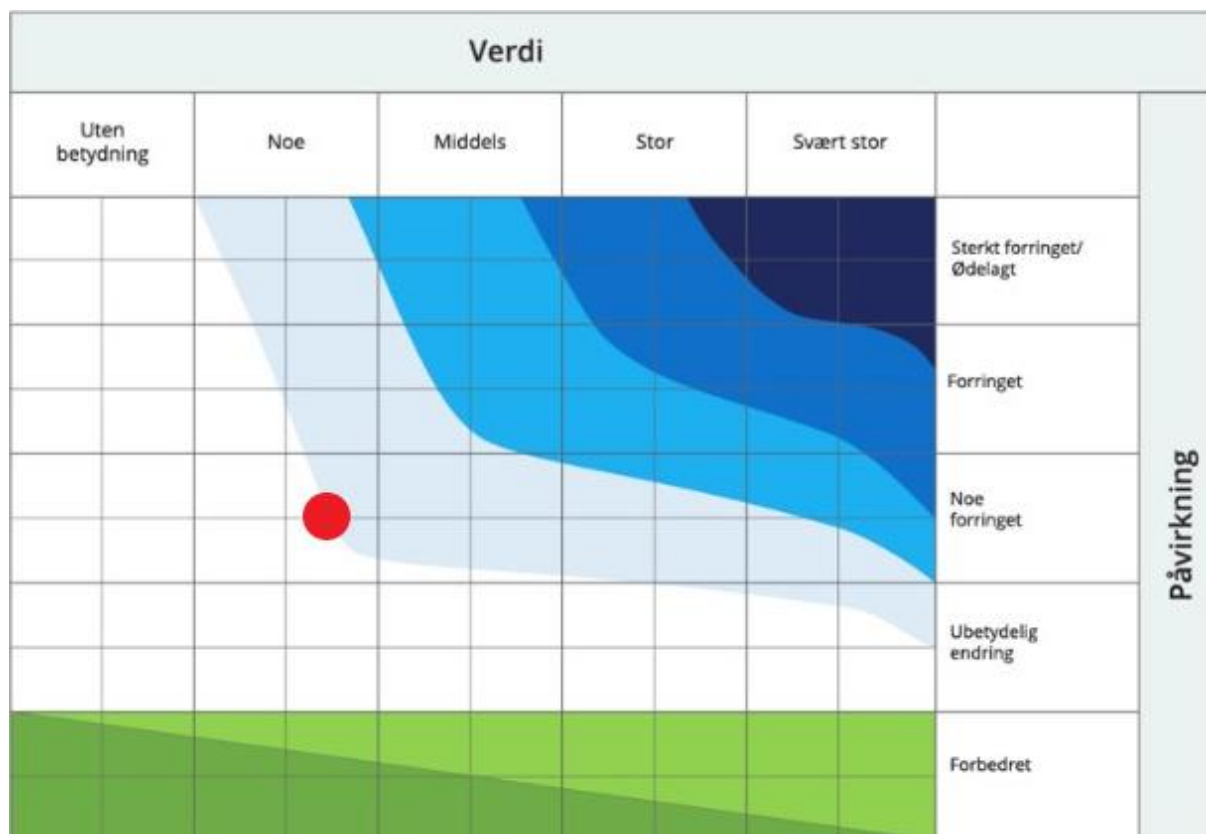 Verdi
Uten
betydning
Noe
Middels
Stor
Svært stor
Sterkt forringet/
Ødelagt
Forringet
Noe
forringet
Ubetydelig
endring
Forbedret
Påvirkning